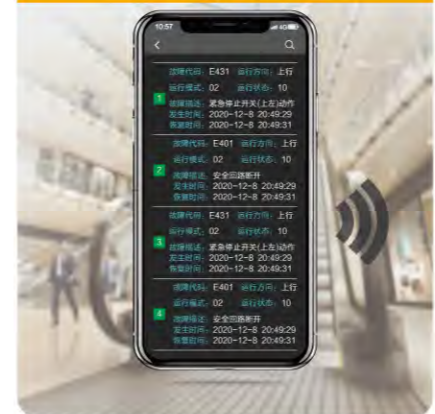 10:57 4G
故障代码：E431 运行方向：上行
运行模式：02 运行状态：10
1
故障描述：紧急停止开关(上左)动作
发生时间：2020-12-8 20:49:29
恢复时间：2020-12-8 20:49:31
故障代码：E401 运行方向：上行
运行模式：02 运行状态：10
2
故障描述：安全回路断开
发生时间：2020-12-8 20:49:29
恢复时间：2020-12-8 20:49:31
故障代码：E431 运行方向：上行
运行模式：02 运行状态：10
3
故障描述：紧急停止开关(上左)动作
发生时间：2020-12-8 20:49:29
恢复时间：2020-12-8 20:49:31
故障代码：E401 运行方向：上行
运行模式：02 运行状态：10
4
故障描述：安全回路断开
发生时间：2020-12-8 20:49:29
恢复时间：2020-12-8 20:49:31